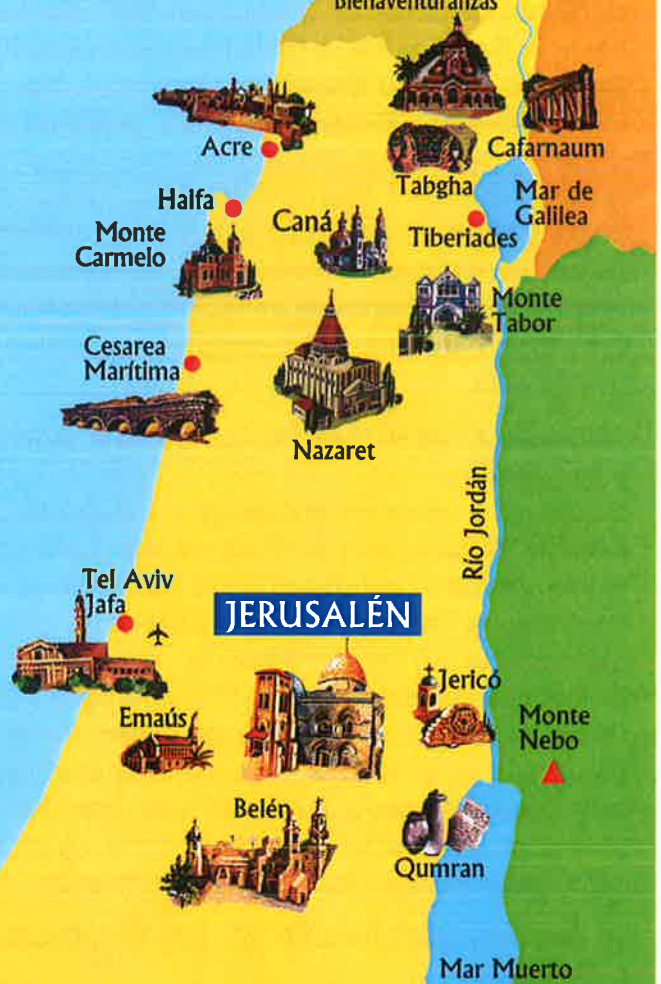 Bienaventuranzas
Acre
Cafarnaum
Tabgha
Haifa
Mar de
Galilea
Caná
Monte
Carmelo
Tiberiades
Monte
Tabor
Cesarea
Marítima
Nazaret
Río Jordán
Tel Aviv
Jafa
JERUSALÉN
Jericó
Emaús
Monte
Nebo
Belén
Qumran
Mar Muerto